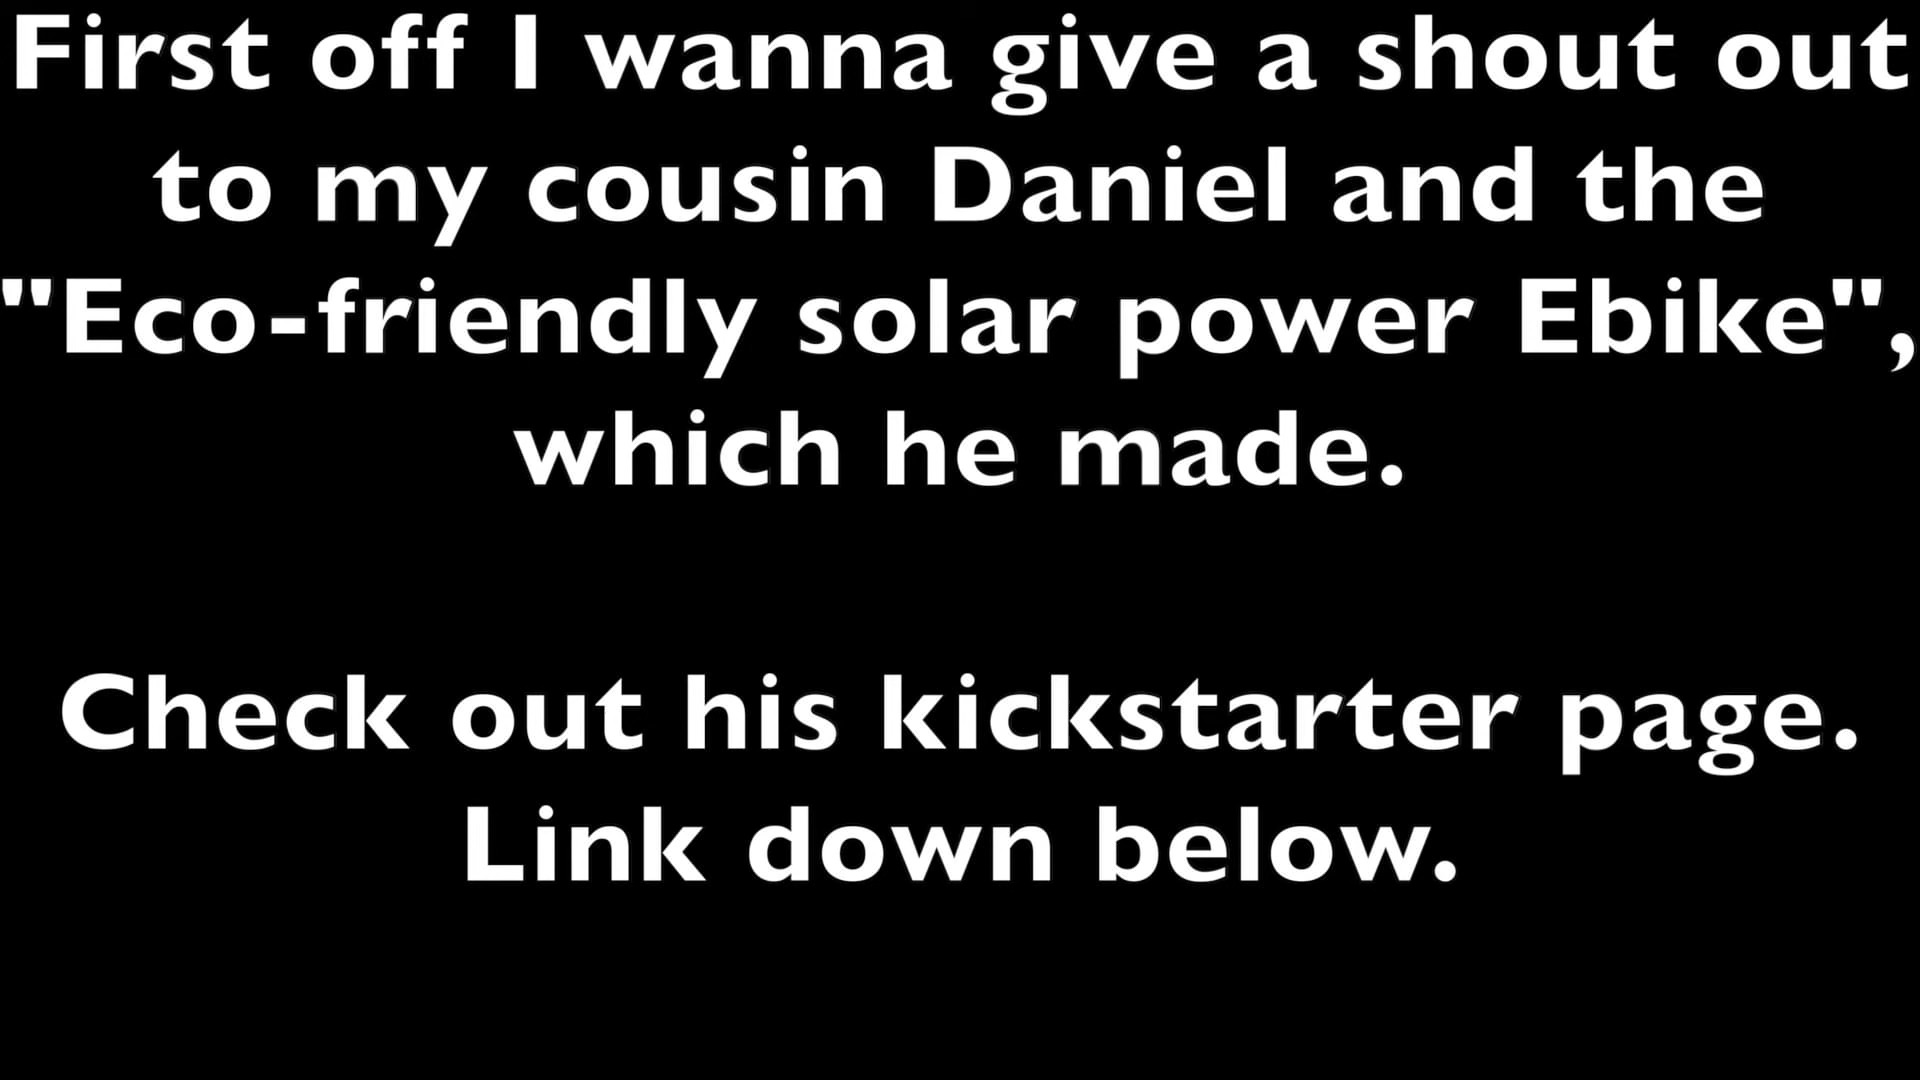 First off I wanna give a shout out
to my cousin Daniel and the
"Eco-friendly solar power Ebike",
which he made.
Check out his kickstarter page.
Link down below.